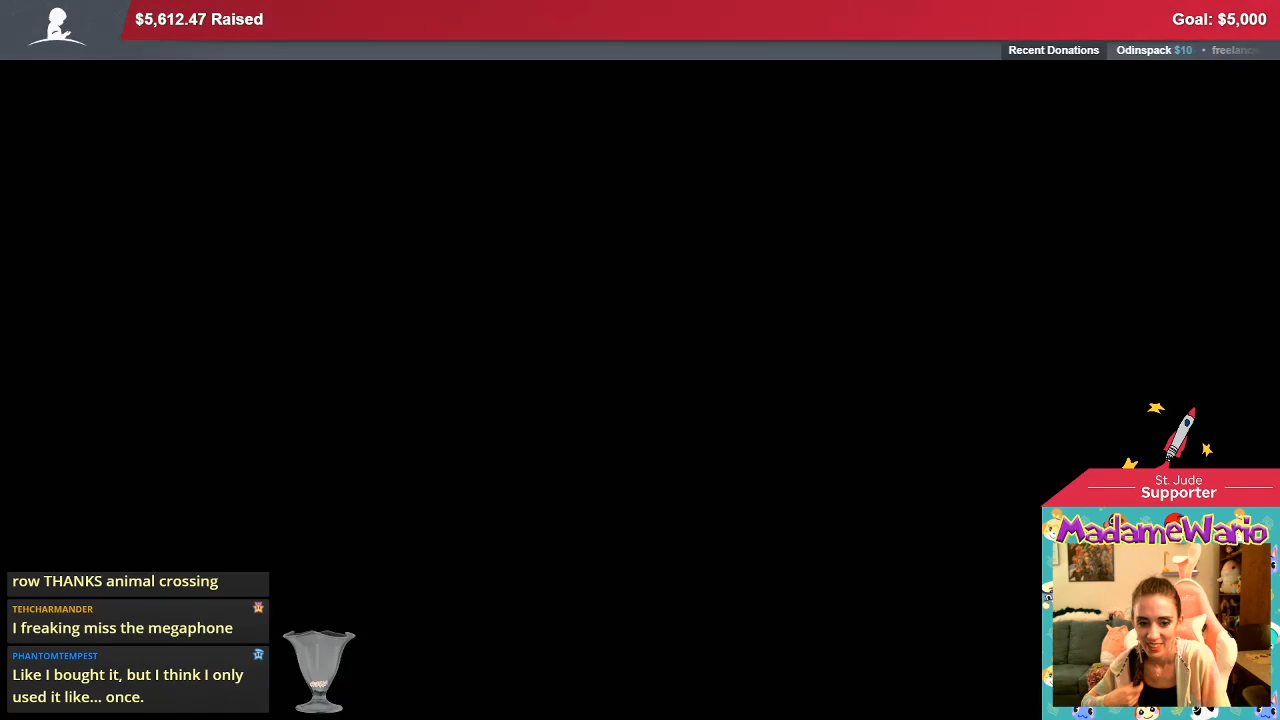 $5,612.47 Raised
Goal: $5,000
Recent Donations
Odinspack $10 •
St. Jude
Supporter
MadameWario
row THANKS animal crossing
TEHCHARMANDER
I freaking miss the megaphone
PHANTOMTEMPEST
Like I bought it, but I think I only
used it like... once.